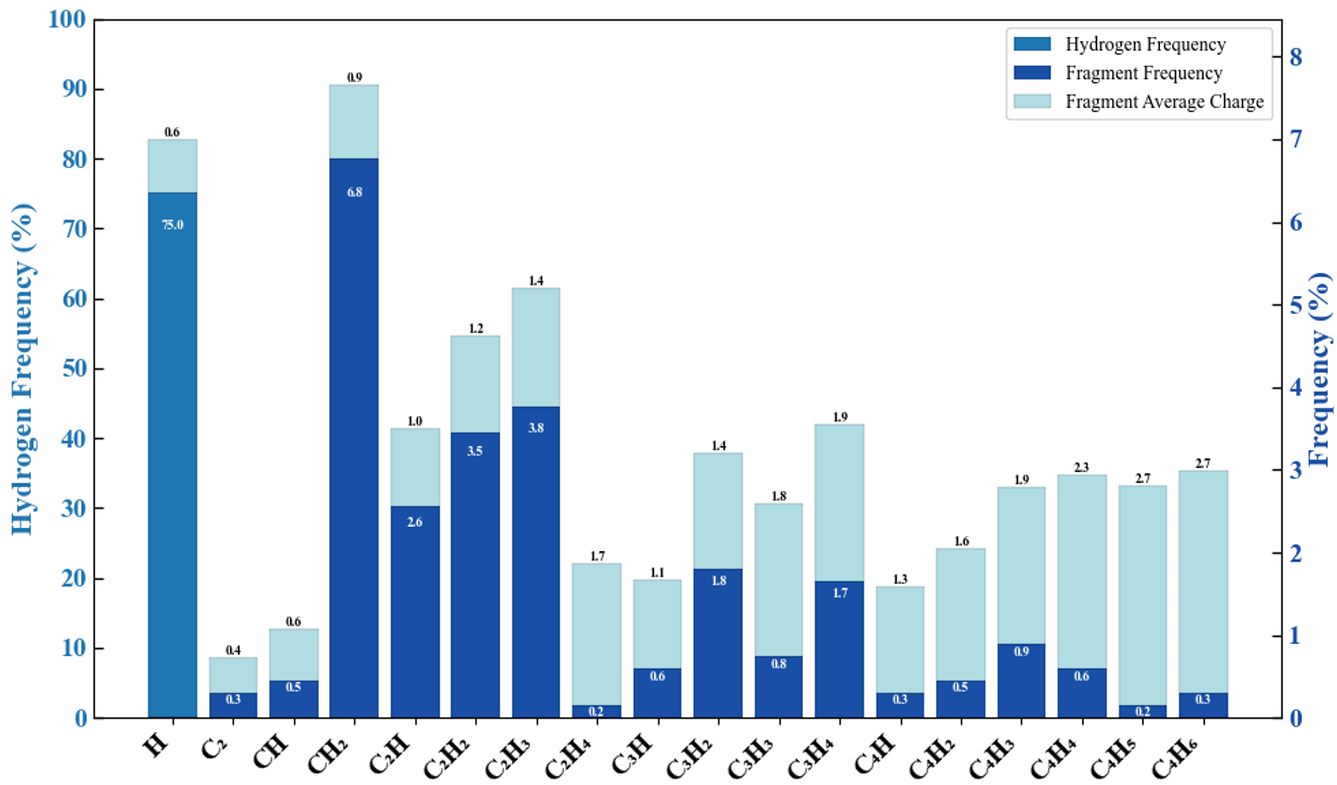 Hydrogen Frequency (%)
100
90
80
70
60
50
40
30
20
10
0
Hydrogen Frequency
Fragment Frequency
Fragment Average Charge
0.6
75.0
0.4
0.3
0.6
0.5
0.9
6.8
1.0
2.6
1.2
3.5
1.4
3.8
1.7
0.2
1.1
0.6
1.4
1.8
1.8
0.8
1.9
1.7
1.3
0.3
1.6
0.5
1.9
0.9
2.3
0.6
2.7
0.2
2.7
0.3
8
7
6
5
4
3
2
1
0
Frequency (%)
H
C₂
CH
CH₂
C₂H
C₂H₂
C₂H₃
C₂H₄
C₃H
C₃H₂
C₃H₃
C₃H₄
C₄H
C₄H₂
C₄H₃
C₄H₄
C₄H₅
C₄H₆